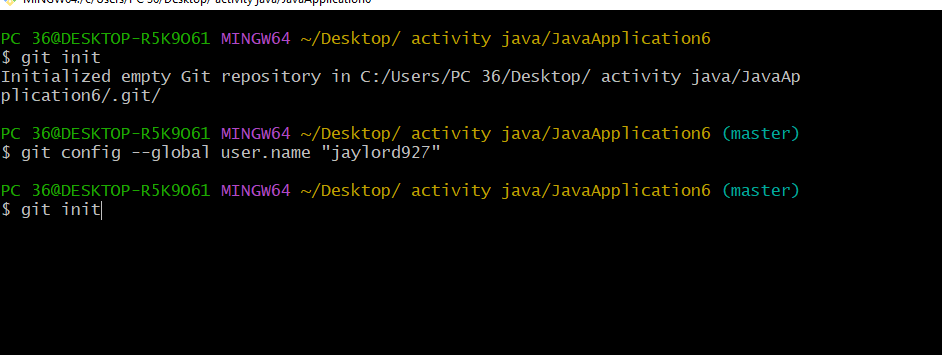 MINGW64:/c/Users/PC 36/Desktop/ activity java/JavaApplication6
PC 36@DESKTOP-R5K9O61 MINGW64 ~/Desktop/ activity java/JavaApplication6
$ git init
Initialized empty Git repository in C:/Users/PC 36/Desktop/ activity java/JavaAp
plication6/.git/
PC 36@DESKTOP-R5K9O61 MINGW64 ~/Desktop/ activity java/JavaApplication6 (master)
$ git config --global user.name "jaylord927"
PC 36@DESKTOP-R5K9O61 MINGW64 ~/Desktop/ activity java/JavaApplication6 (master)
$ git init